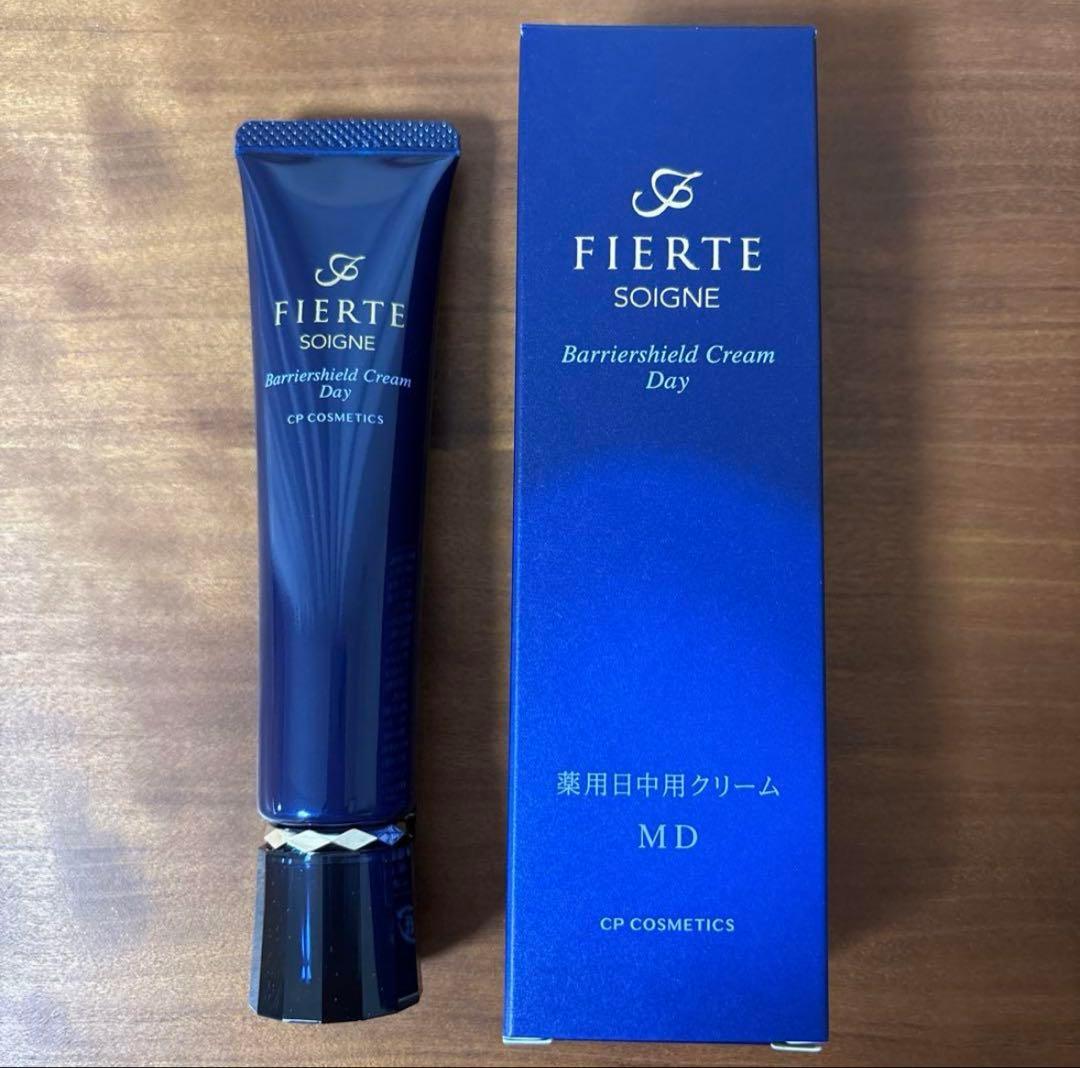 FIERTE
SOIGNE
Barriershield Cream
Day
CP COSMETICS
FIERTE
SOIGNE
Barriershield Cream
Day
薬用日中用クリーム
MD
CP COSMETICS